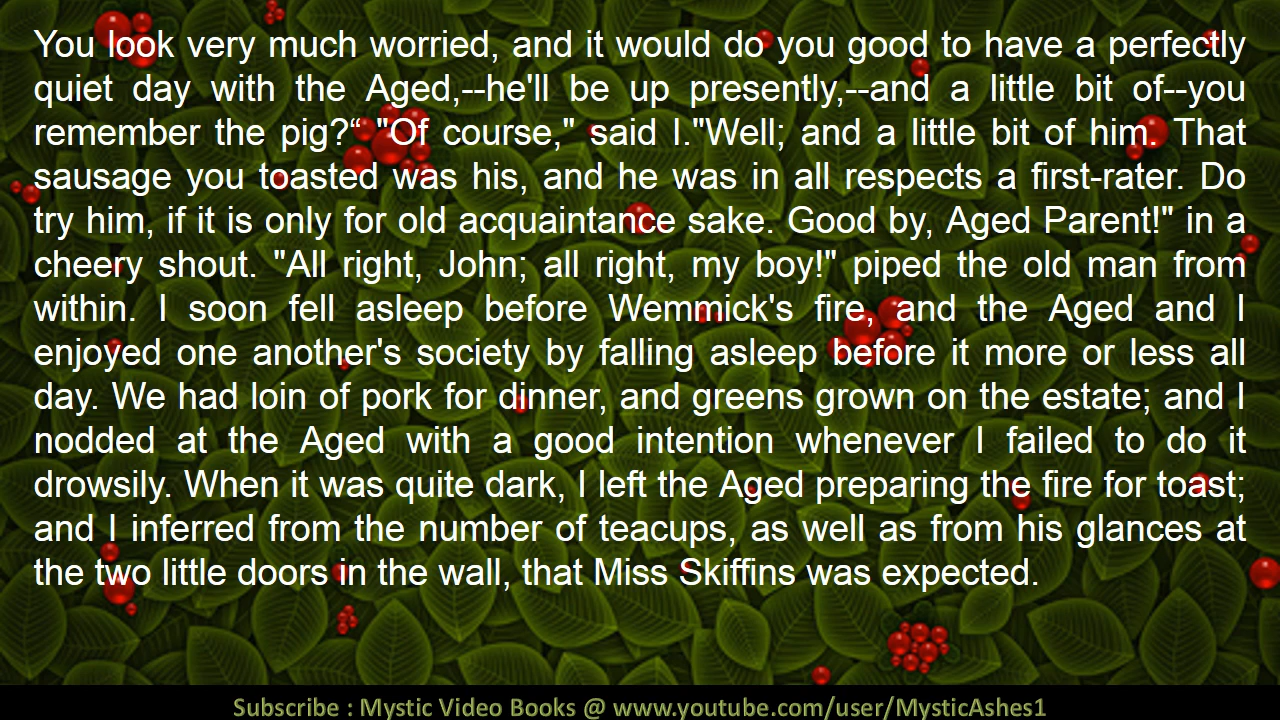 You look very much worried, and it would do you good to have a perfectly
quiet day with the Aged,--he'll be up presently,--and a little bit of--you
remember the pig?“ "Of course," said I."Well; and a little bit of him. That
sausage you toasted was his, and he was in all respects a first-rater. Do
try him, if it is only for old acquaintance sake. Good by, Aged Parent!" in a
cheery shout. "All right, John; all right, my boy!" piped the old man from
within. I soon fell asleep before Wemmick's fire, and the Aged and I
enjoyed one another's society by falling asleep before it more or less all
day. We had loin of pork for dinner, and greens grown on the estate; and I
nodded at the Aged with a good intention whenever I failed to do it
drowsily. When it was quite dark, I left the Aged preparing the fire for toast;
and I inferred from the number of teacups, as well as from his glances at
the two little doors in the wall, that Miss Skiffins was expected.
Subscribe : Mystic Video Books @ www.youtube.com/user/MysticAshes1